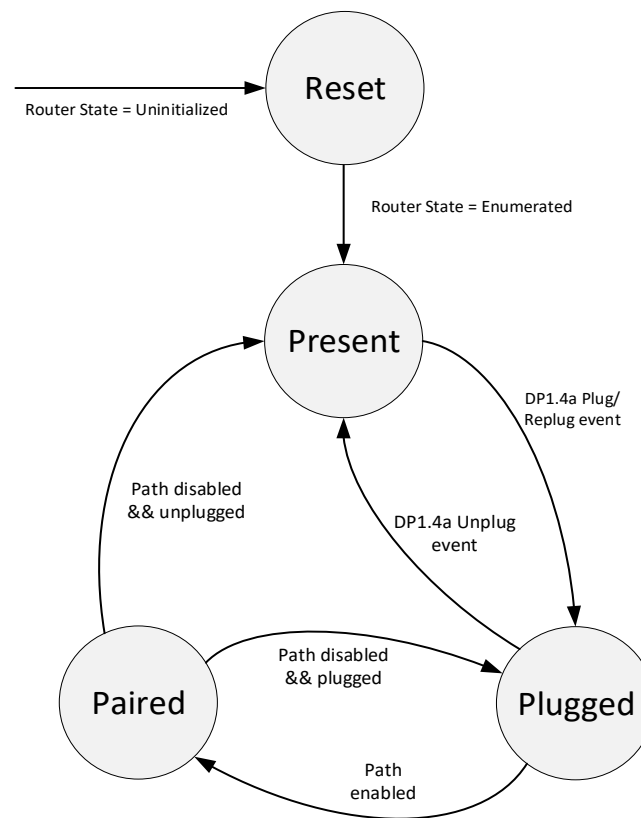 Reset
Router State = Uninitialized
Router State = Enumerated
Present
DP1.4a Plug/
Replug event
Path disabled
&& unplugged
DP1.4a Unplug
event
Path disabled
&& plugged
Paired
Plugged
Path
enabled